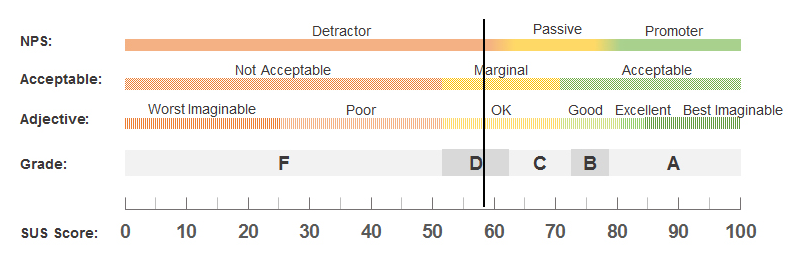 NPS: Detractor Passive Promoter
Acceptable: Not Acceptable Marginal Acceptable
Adjective: Worst Imaginable Poor OK Good Excellent Best Imaginable
Grade: F D C B A
SUS Score: 0 10 20 30 40 50 60 70 80 90 100